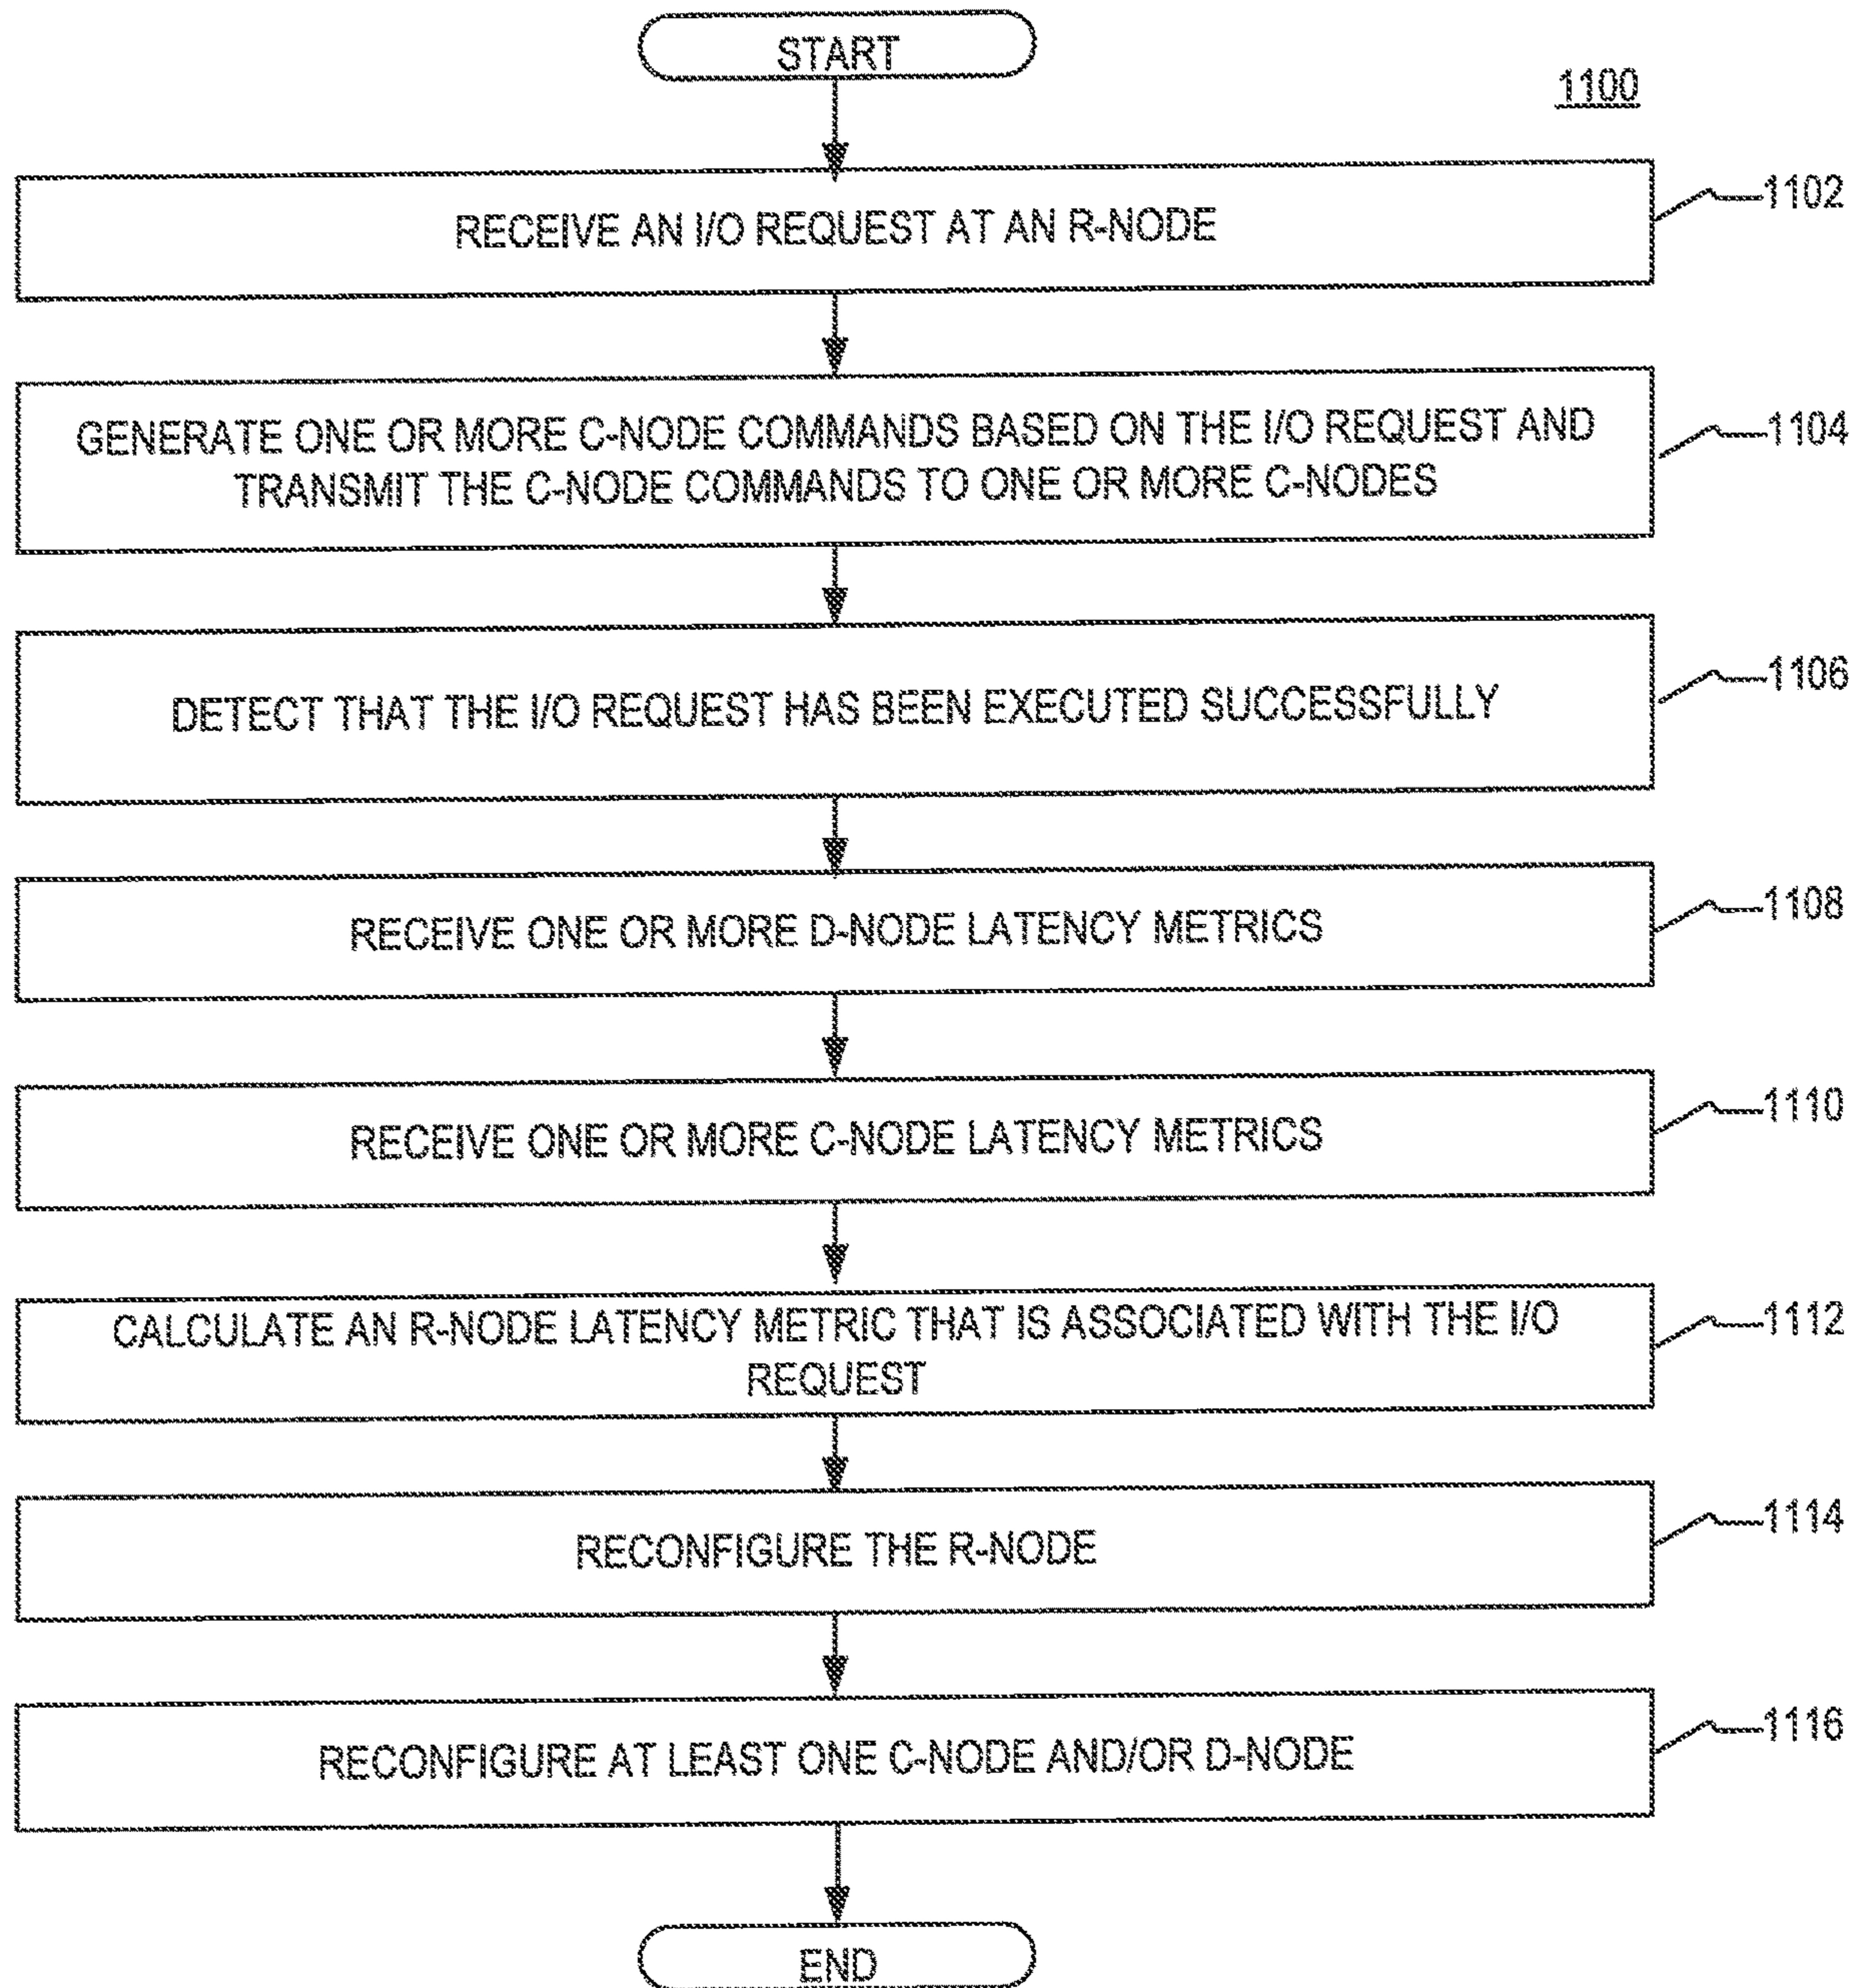 START
1100
RECEIVE AN I/O REQUEST AT AN R-NODE
1102
GENERATE ONE OR MORE C-NODE COMMANDS BASED ON THE I/O REQUEST AND
TRANSMIT THE C-NODE COMMANDS TO ONE OR MORE C-NODES
1104
DETECT THAT THE I/O REQUEST HAS BEEN EXECUTED SUCCESSFULLY
1106
RECEIVE ONE OR MORE D-NODE LATENCY METRICS
1108
RECEIVE ONE OR MORE C-NODE LATENCY METRICS
1110
CALCULATE AN R-NODE LATENCY METRIC THAT IS ASSOCIATED WITH THE I/O
REQUEST
1112
RECONFIGURE THE R-NODE
1114
RECONFIGURE AT LEAST ONE C-NODE AND/OR D-NODE
1116
END